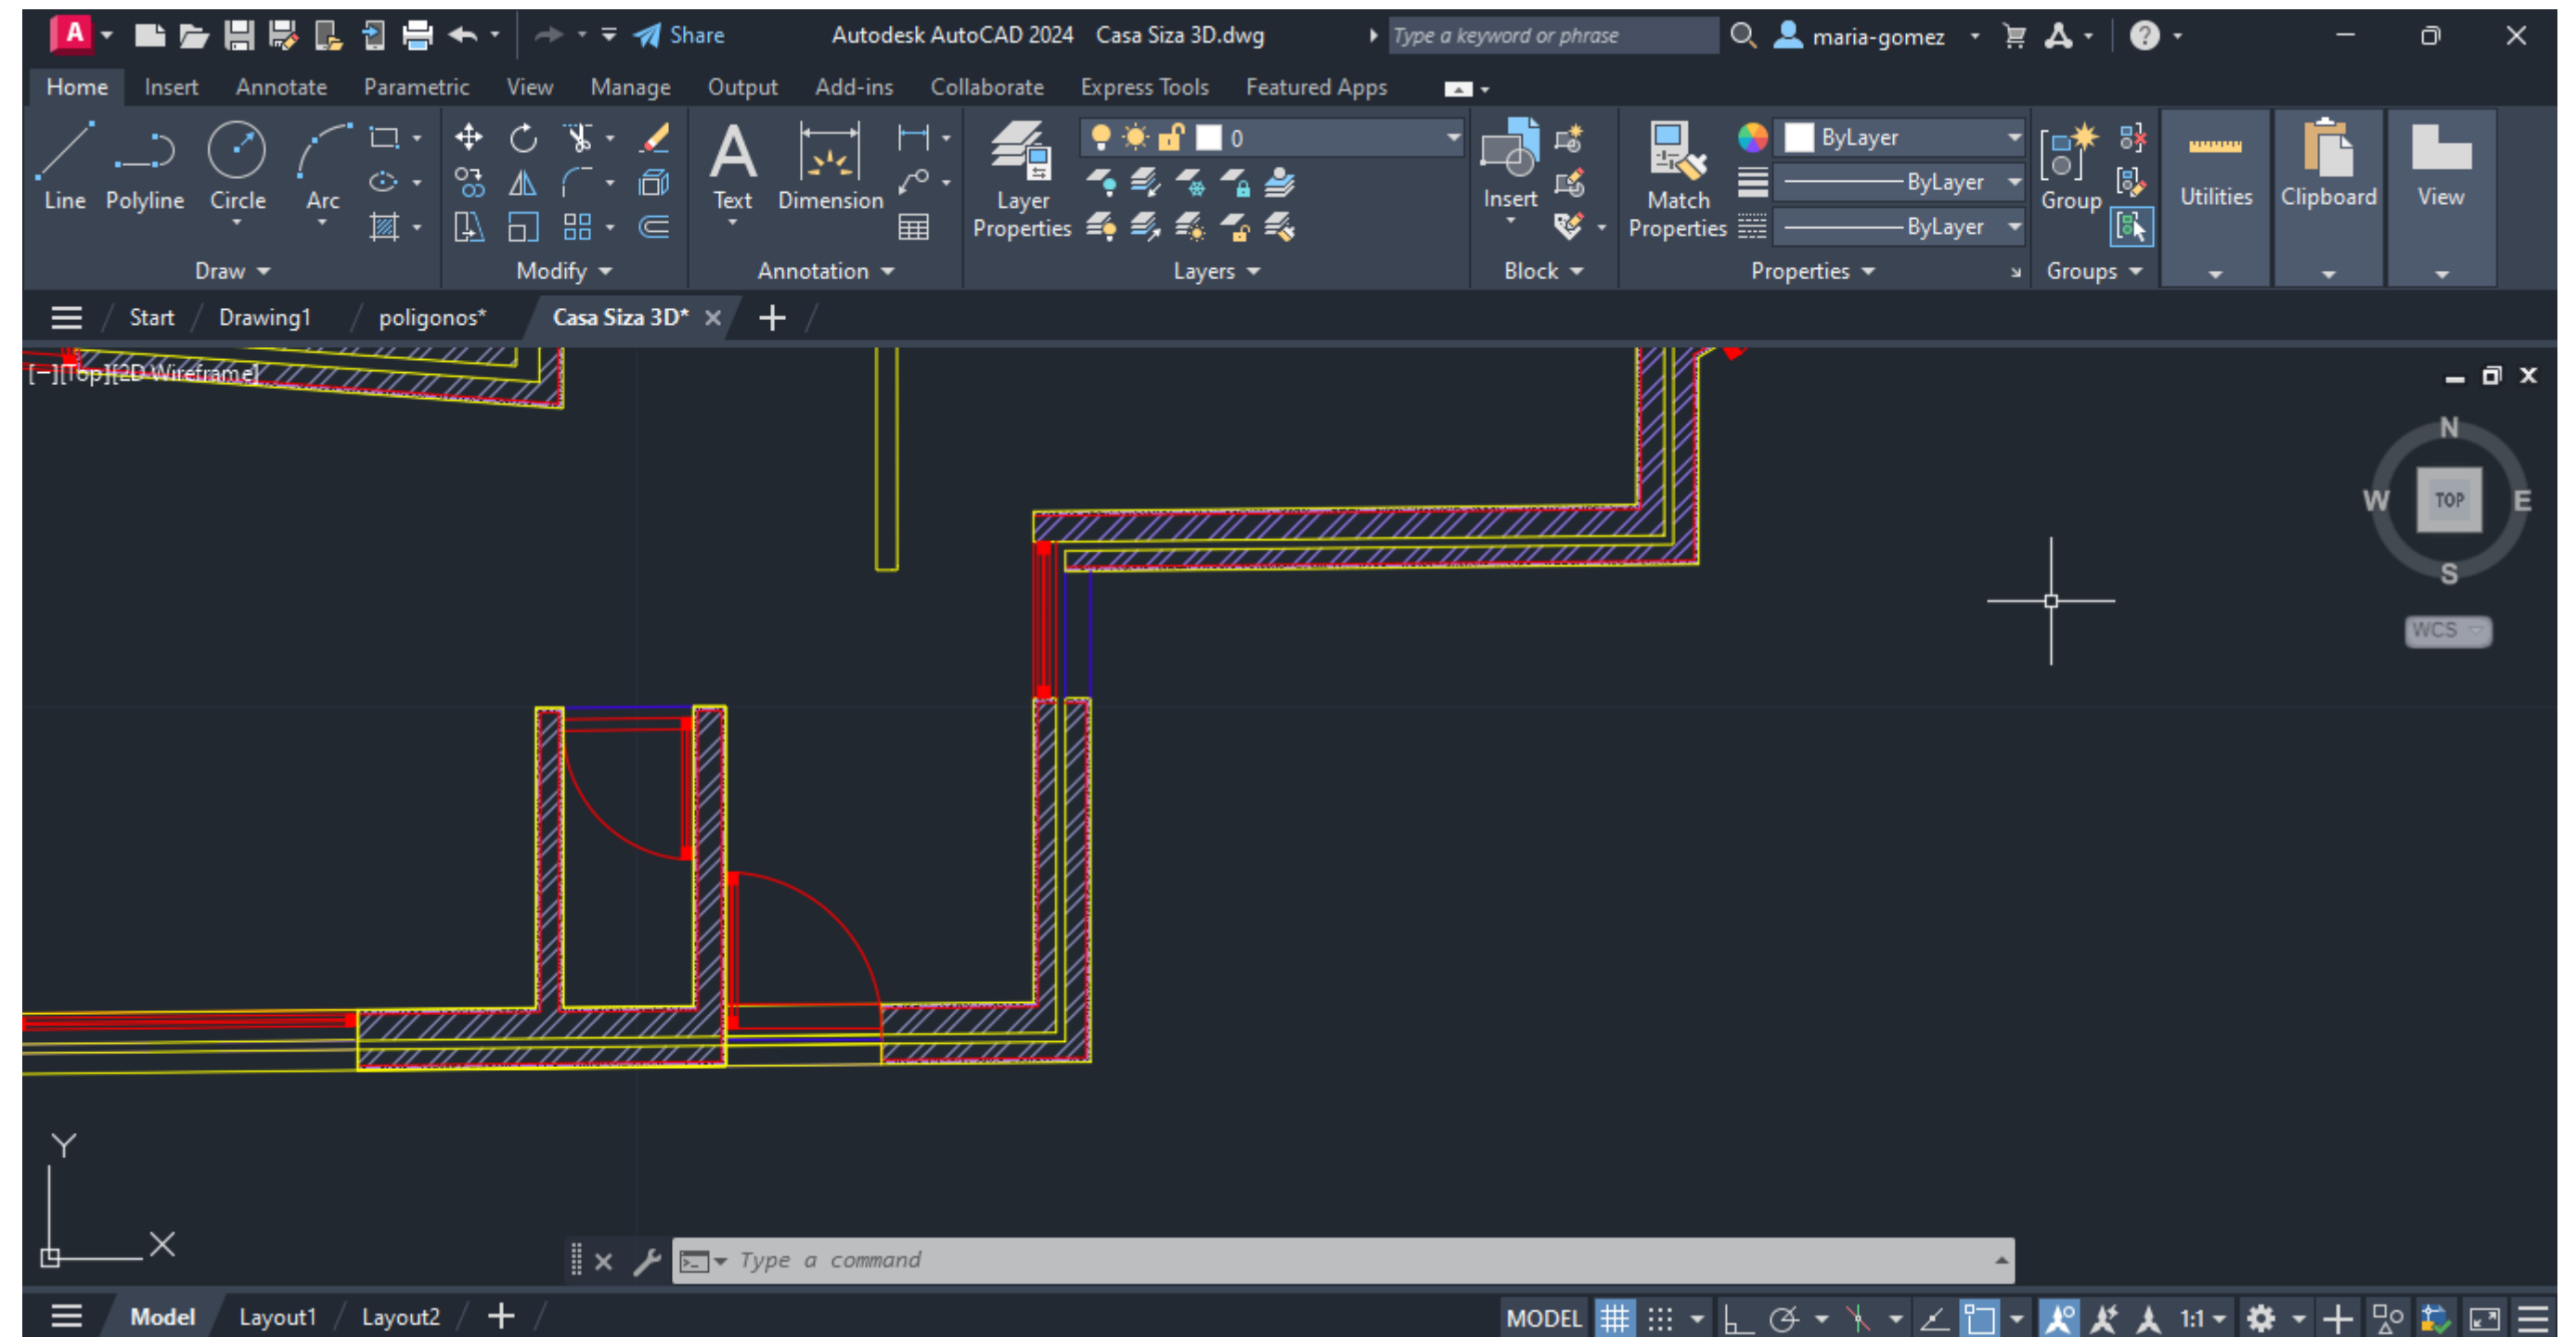 A Share Autodesk AutoCAD 2024 Casa Siza 3D.dwg Type a keyword or phrase maria-gomez ?
Home Insert Annotate Parametric View Manage Output Add-ins Collaborate Express Tools Featured Apps
0 ByLayer
A
ByLayer
Line Polyline Circle Arc Text Dimension Layer Properties Insert Match Properties Group Utilities Clipboard View
ByLayer
Draw Modify Annotation Layers Block Properties Groups
Start Drawing1 poligonos* Casa Siza 3D*
[−][Top][2D Wireframe]
N
W TOP E
S
WCS
Y
X
Type a command
Model Layout1 Layout2 MODEL 1:1